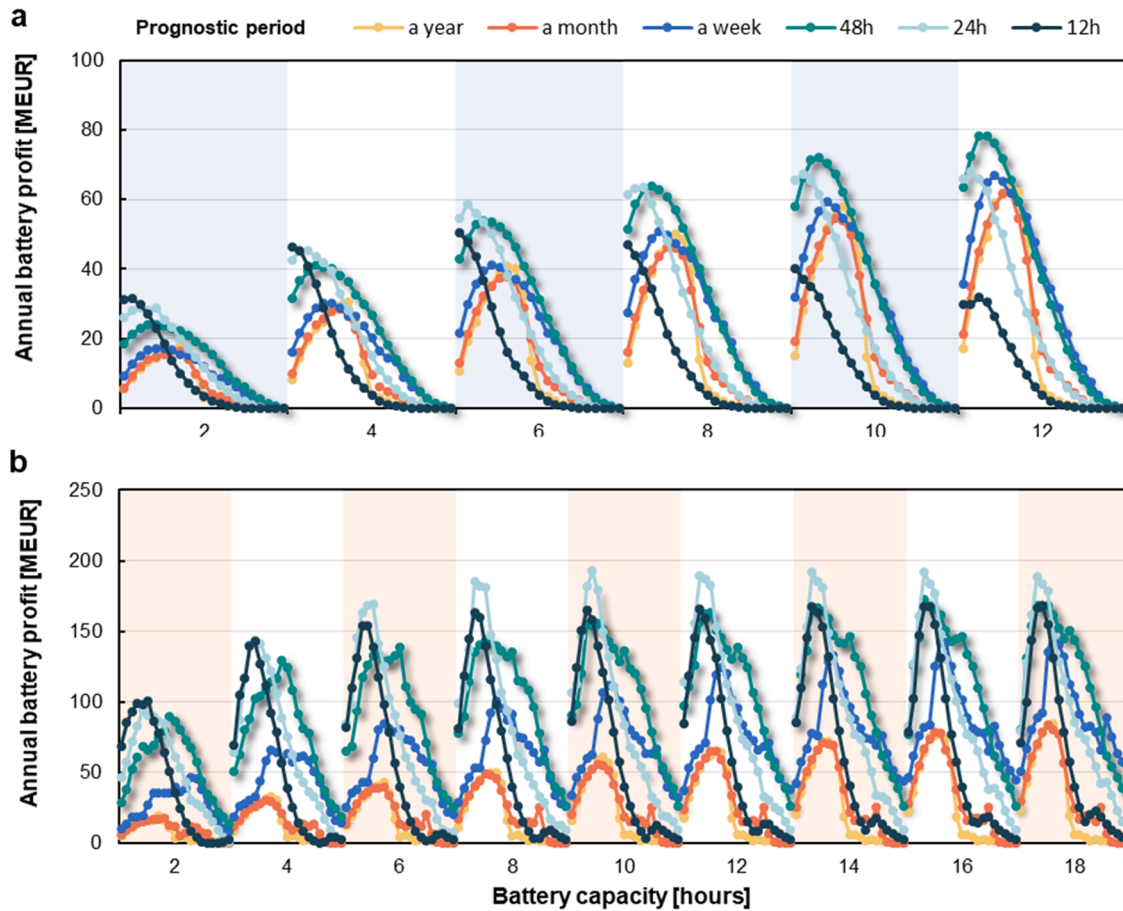 a
Prognostic period a year a month a week 48h 24h 12h
Annual battery profit [MEUR]
100
80
60
40
20
0
2 4 6 8 10 12
b
Annual battery profit [MEUR]
250
200
150
100
50
0
2 4 6 8 10 12 14 16 18
Battery capacity [hours]